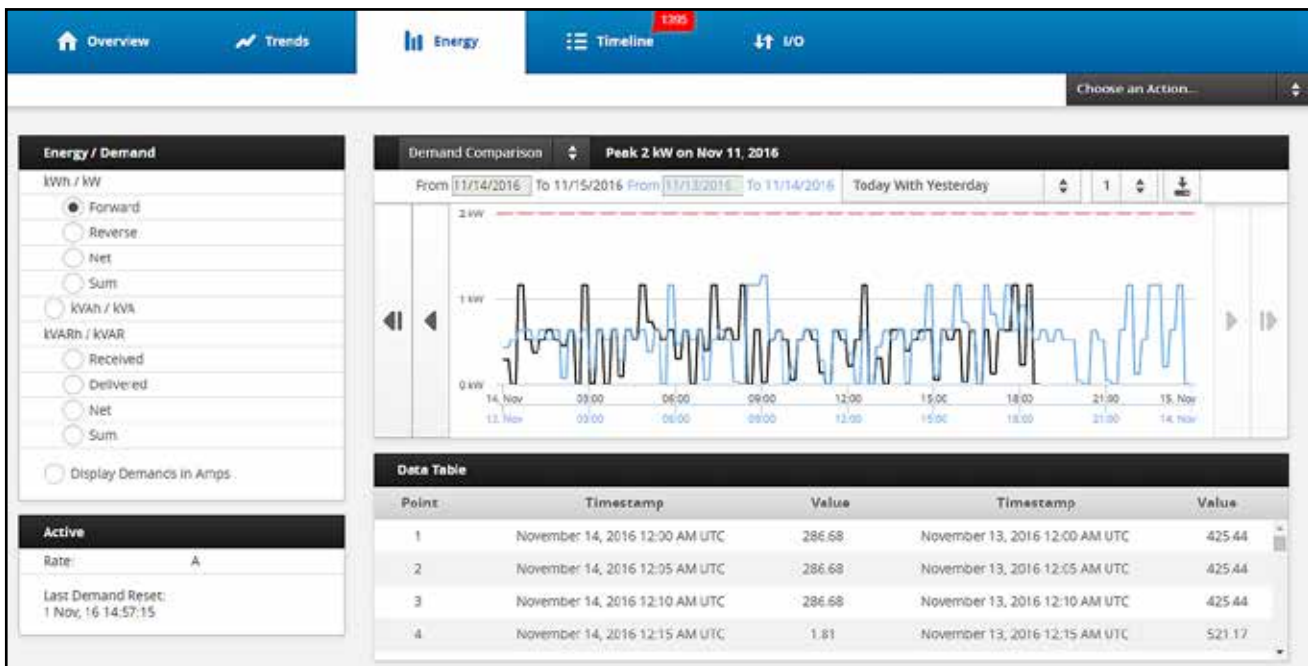 1395
Overview Trends Energy Timeline I/O
Choose an Action...
Energy / Demand
kWh / kW
Forward
Reverse
Net
Sum
kVAh / kVA
kVARh / kVAR
Received
Delivered
Net
Sum
Display Demands in Amps
Active
Rate: A
Last Demand Reset:
1 Nov, 16 14:57:15
Demand Comparison Peak 2 kW on Nov 11, 2016
From 11/14/2016 To 11/15/2016 From 11/13/2016 To 11/14/2016 Today With Yesterday 1
2 kW
1 kW
0 kW
14. Nov 03:00 06:00 09:00 12:00 15:00 18:00 21:00 15. Nov
13. Nov 03:00 06:00 09:00 12:00 15:00 18:00 21:00 14. Nov
Data Table
Point Timestamp Value Timestamp Value
1 November 14, 2016 12:00 AM UTC 286.68 November 13, 2016 12:00 AM UTC 425.44
2 November 14, 2016 12:05 AM UTC 286.68 November 13, 2016 12:05 AM UTC 425.44
3 November 14, 2016 12:10 AM UTC 286.68 November 13, 2016 12:10 AM UTC 425.44
4 November 14, 2016 12:15 AM UTC 1.81 November 13, 2016 12:15 AM UTC 521.17